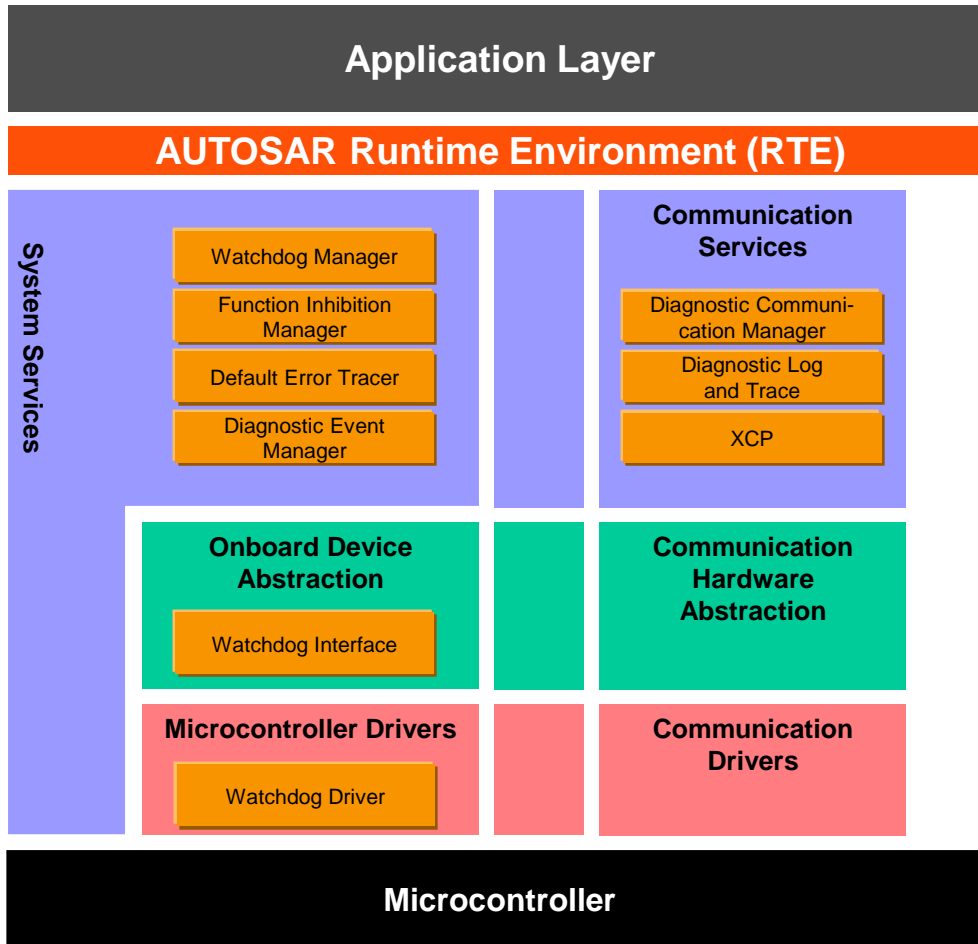 Application Layer
AUTOSAR Runtime Environment (RTE)
System Services
Watchdog Manager
Function Inhibition
Manager
Default Error Tracer
Diagnostic Event
Manager
Communication
Services
Diagnostic Communi-
cation Manager
Diagnostic Log
and Trace
XCP
Onboard Device
Abstraction
Watchdog Interface
Communication
Hardware
Abstraction
Microcontroller Drivers
Watchdog Driver
Communication
Drivers
Microcontroller